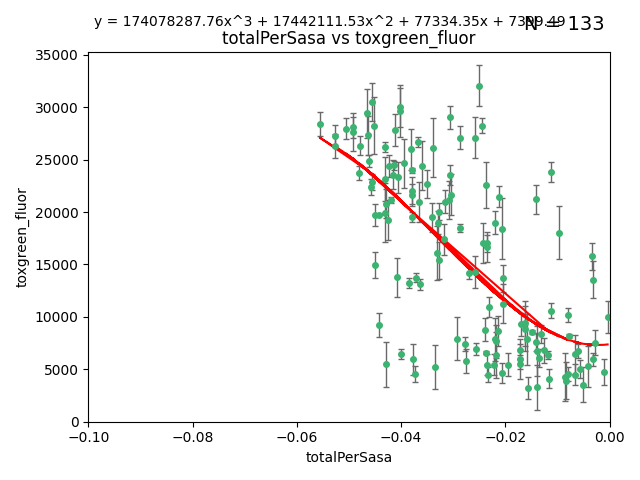 y = 174078287.76x^3 + 17442111.53x^2 + 77334.35x + 7399.49
N = 133
totalPerSasa vs toxgreen_fluor
35000
30000
25000
20000
15000
10000
5000
0
toxgreen_fluor
−0.10 −0.08 −0.06 −0.04 −0.02 0.00
totalPerSasa